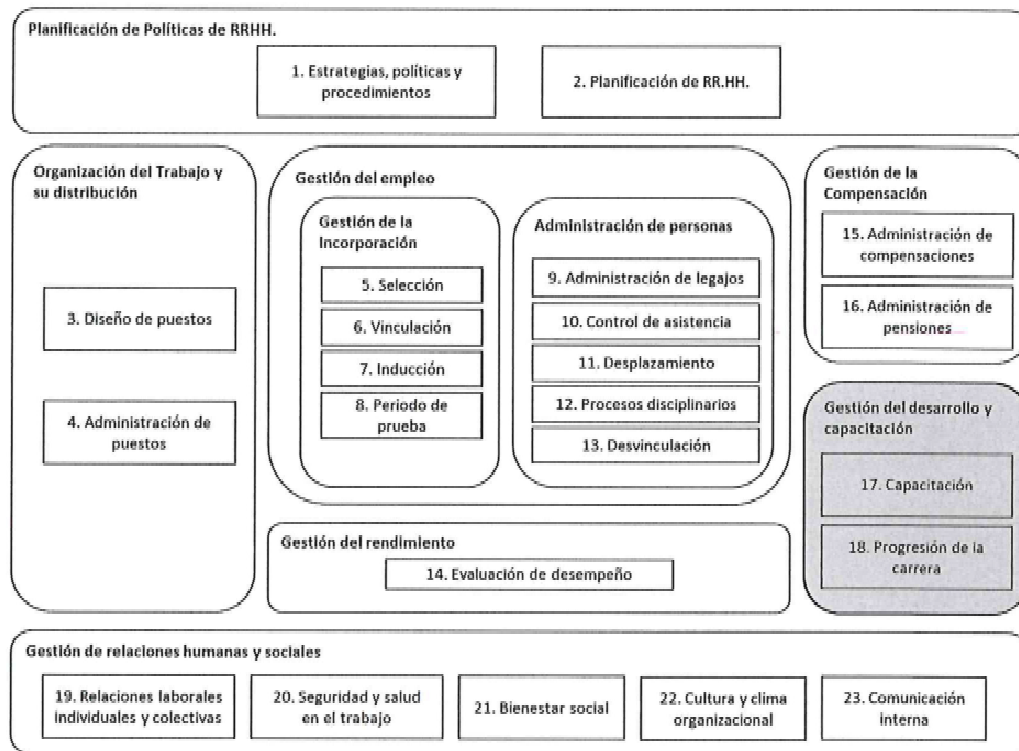 Planificación de Políticas de RRHH.
1. Estrategias, políticas y
procedimientos
2. Planificación de RR.HH.
Organización del Trabajo y
su distribución
3. Diseño de puestos
4. Administración de
puestos
Gestión del empleo
Gestión de la
Incorporación
5. Selección
6. Vinculación
7. Inducción
8. Periodo de
prueba
Administración de personas
9. Administración de legajos
10. Control de asistencia
11. Desplazamiento
12. Procesos disciplinarios
13. Desvinculación
Gestión del rendimiento
14. Evaluación de desempeño
Gestión de la
Compensación
15. Administración de
compensaciones
16. Administración de
pensiones
Gestión del desarrollo y
capacitación
17. Capacitación
18. Progresión de la
carrera
Gestión de relaciones humanas y sociales
19. Relaciones laborales
individuales y colectivas
20. Seguridad y salud
en el trabajo
21. Bienestar social
22. Cultura y clima
organizacional
23. Comunicación
interna